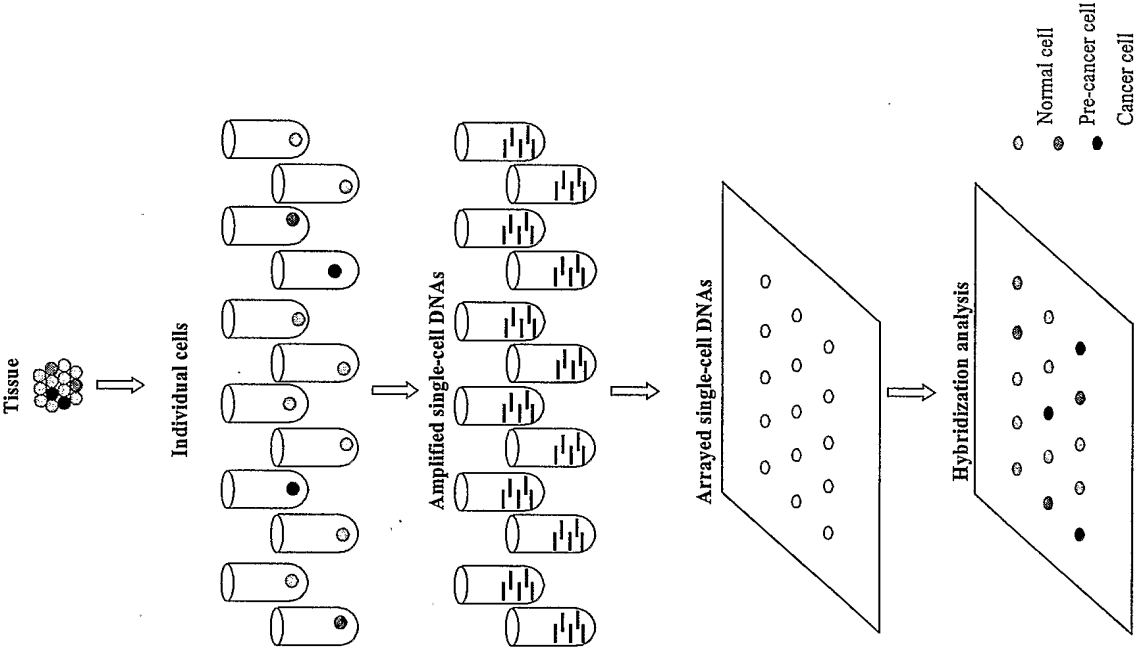 Tissue
Individual cells
Amplified single-cell DNAs
Arrayed single-cell DNAs
Hybridization analysis
Normal cell
Pre-cancer cell
Cancer cell